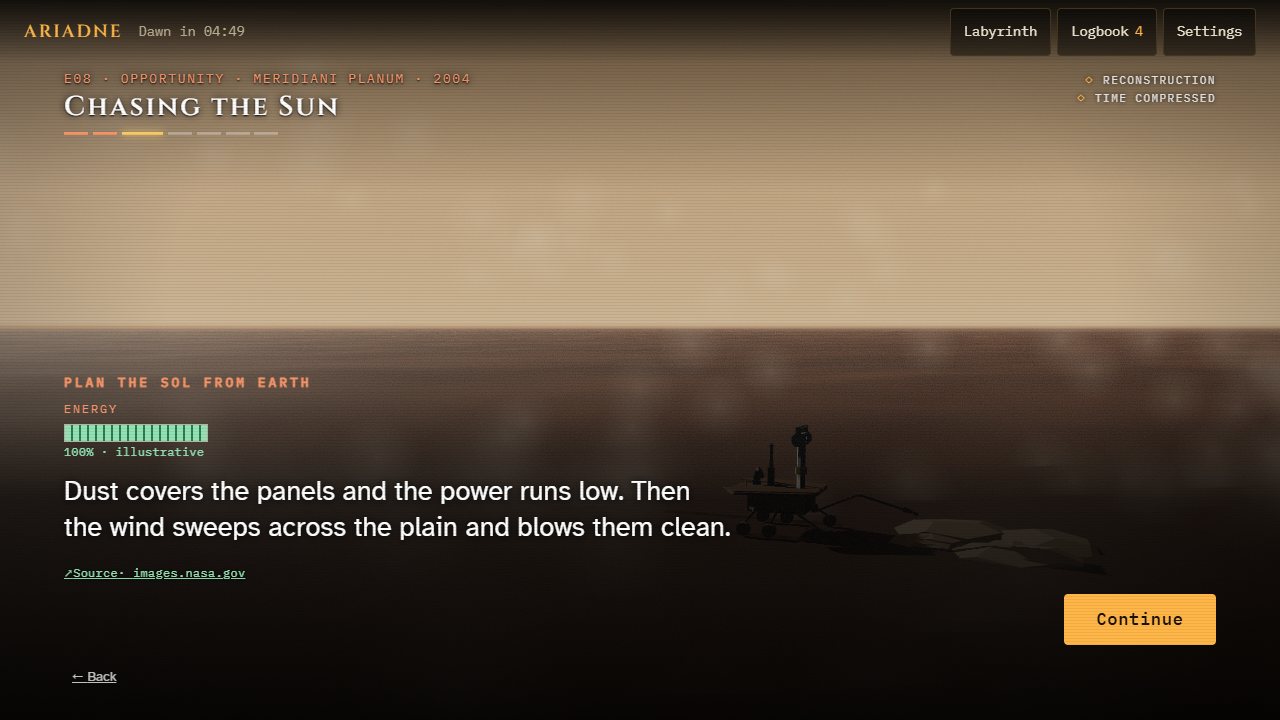 ARIADNE
Dawn in 04:49
Labyrinth
Logbook 4
Settings
E08 · OPPORTUNITY · MERIDIANI PLANUM · 2004
Chasing the Sun
◇ RECONSTRUCTION
◇ TIME COMPRESSED
PLAN THE SOL FROM EARTH
ENERGY
100% · illustrative
Dust covers the panels and the power runs low. Then
the wind sweeps across the plain and blows them clean.
↗Source· images.nasa.gov
Continue
← Back